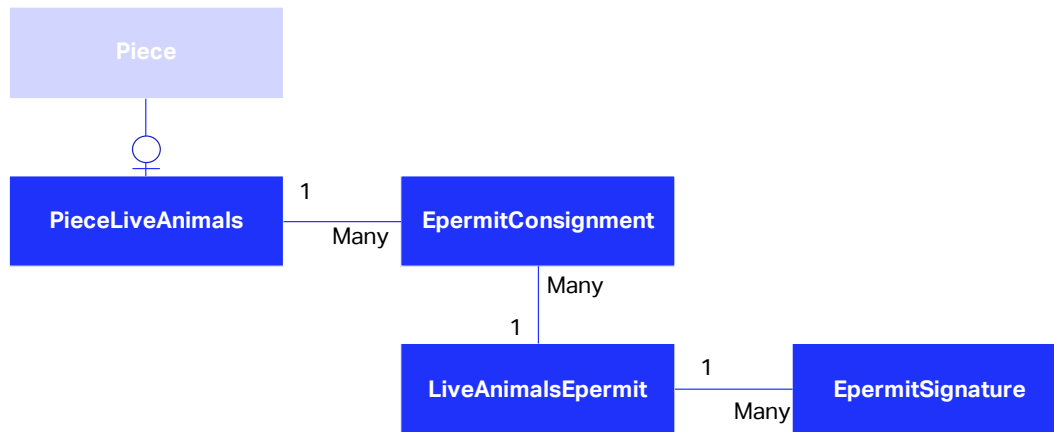 Piece
1
PieceLiveAnimals
EpermitConsignment
Many
Many
1
LiveAnimalsEpermit
1
EpermitSignature
Many